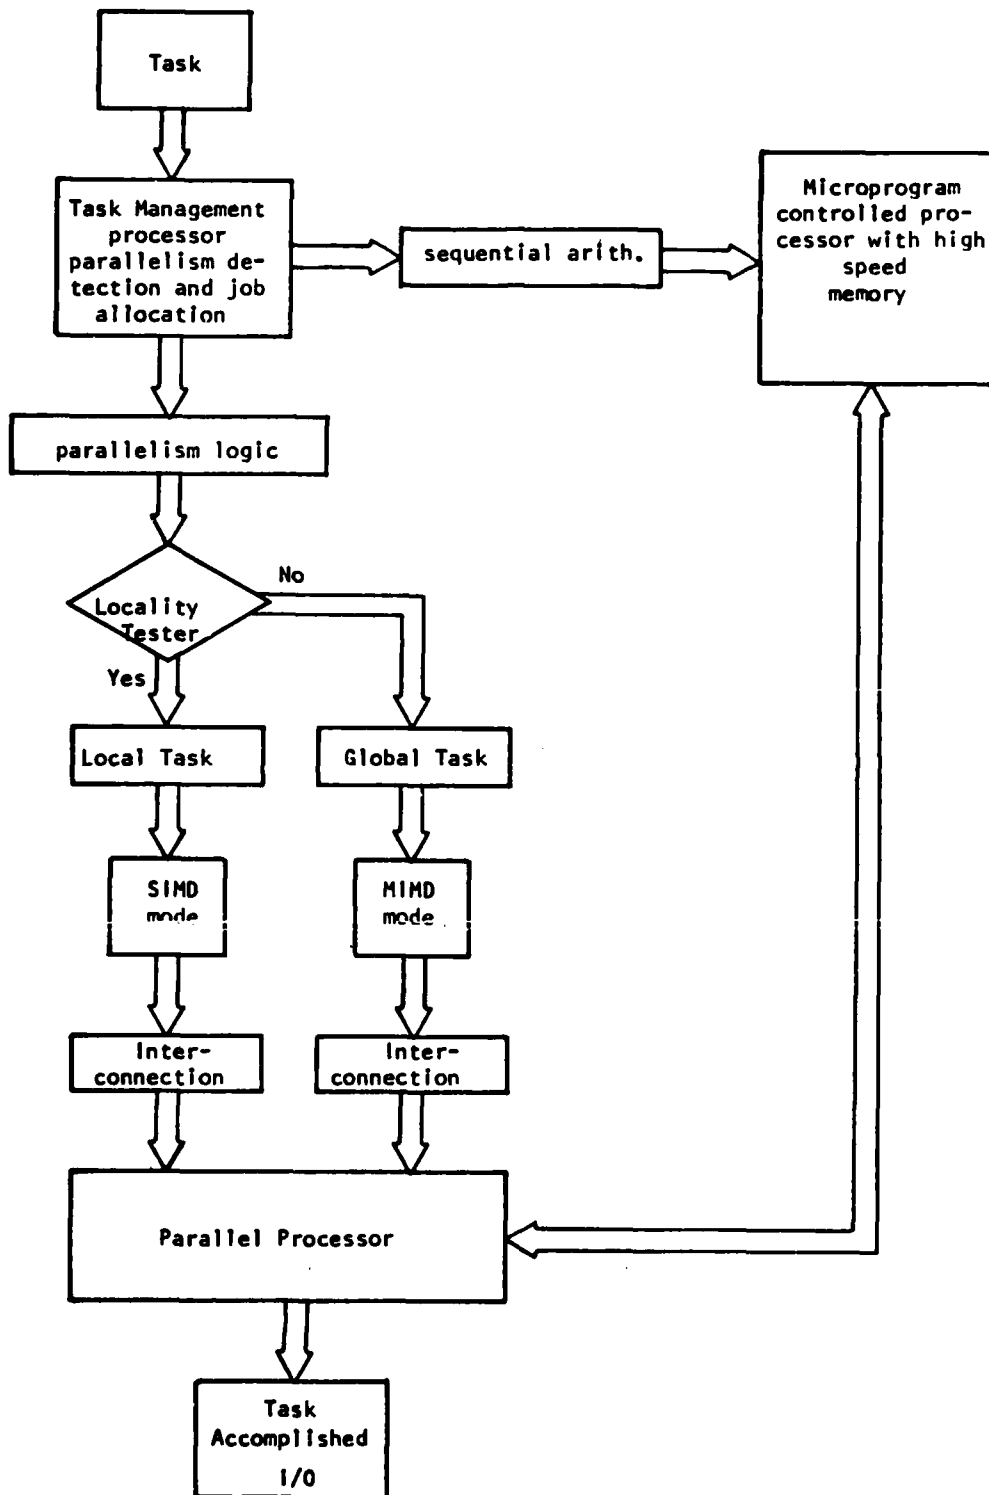 Task
Task Management
processor
parallelism de-
tection and job
allocation
sequential arith.
Microprogram
controlled pro-
cessor with high
speed
memory
parallelism logic
Locality
Tester
No
Yes
Local Task
Global Task
SIMD
mode
MIMD
mode
Inter-
connection
Inter-
connection
Parallel Processor
Task
Accomplished
I/O